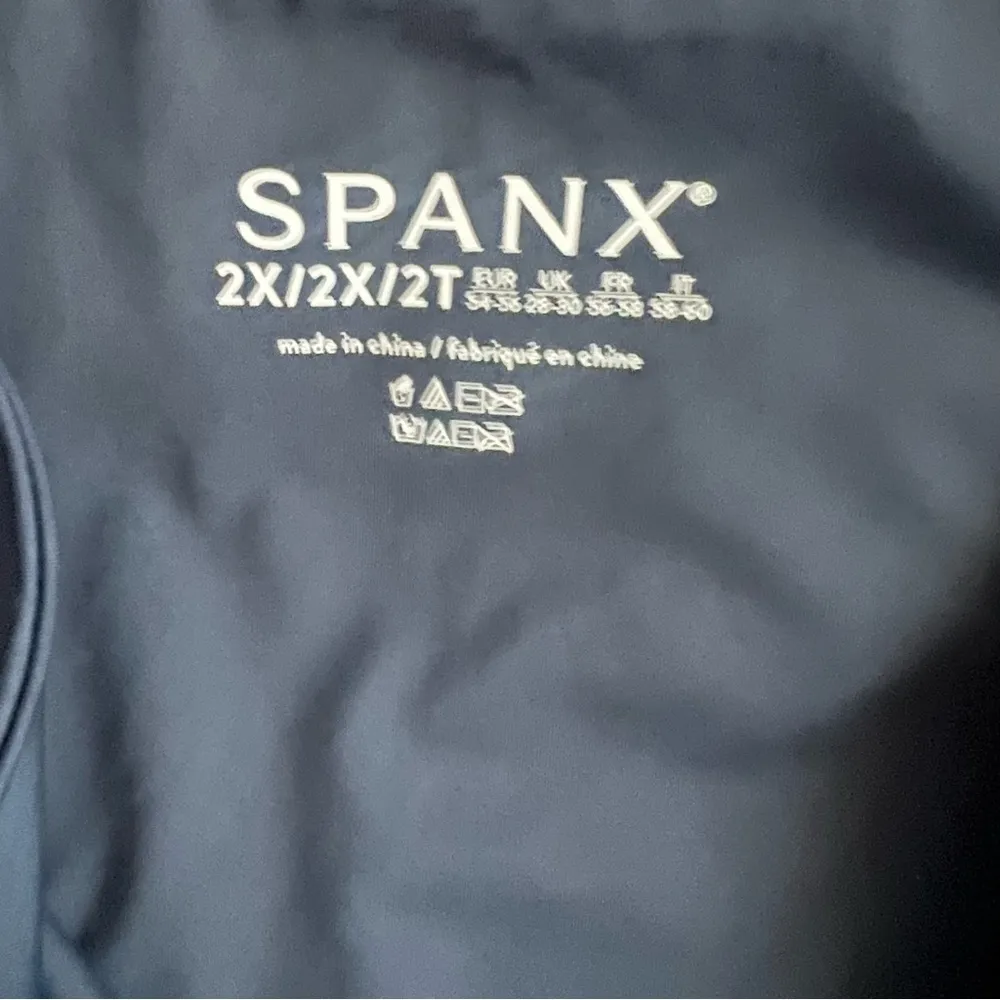 SPANX®
2X/2X/2T EUR UK FR IT
54-56 28-30 56-58 58-60
made in china / fabriqué en chine